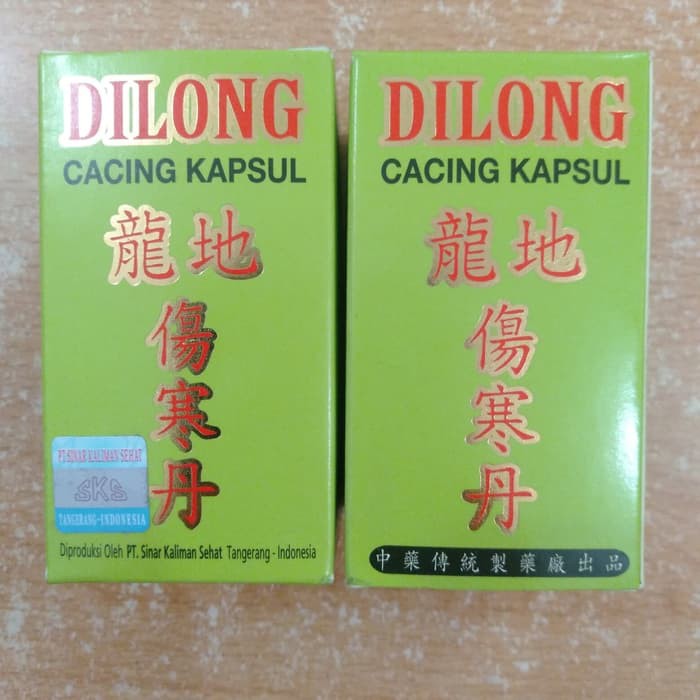 DILONG
CACING KAPSUL
龍地
傷寒丹
PT.SINAR KALIMAN SEHAT
SKS
TANGERANG-INDONESIA
Diproduksi Oleh PT. Sinar Kaliman Sehat Tangerang - Indonesia
DILONG
CACING KAPSUL
龍地
傷寒丹
中藥傳統製藥廠出品